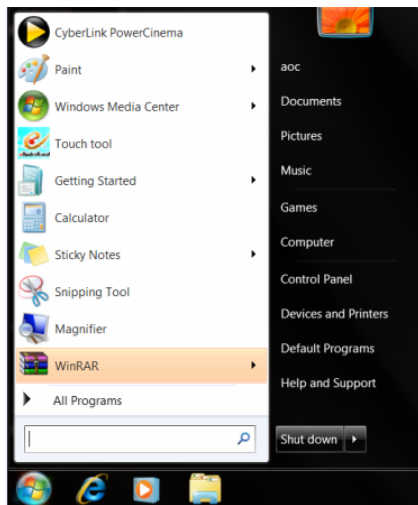 CyberLink PowerCinema
Paint
Windows Media Center
Touch tool
Getting Started
Calculator
Sticky Notes
Snipping Tool
Magnifier
WinRAR
All Programs
aoc
Documents
Pictures
Music
Games
Computer
Control Panel
Devices and Printers
Default Programs
Help and Support
Shut down